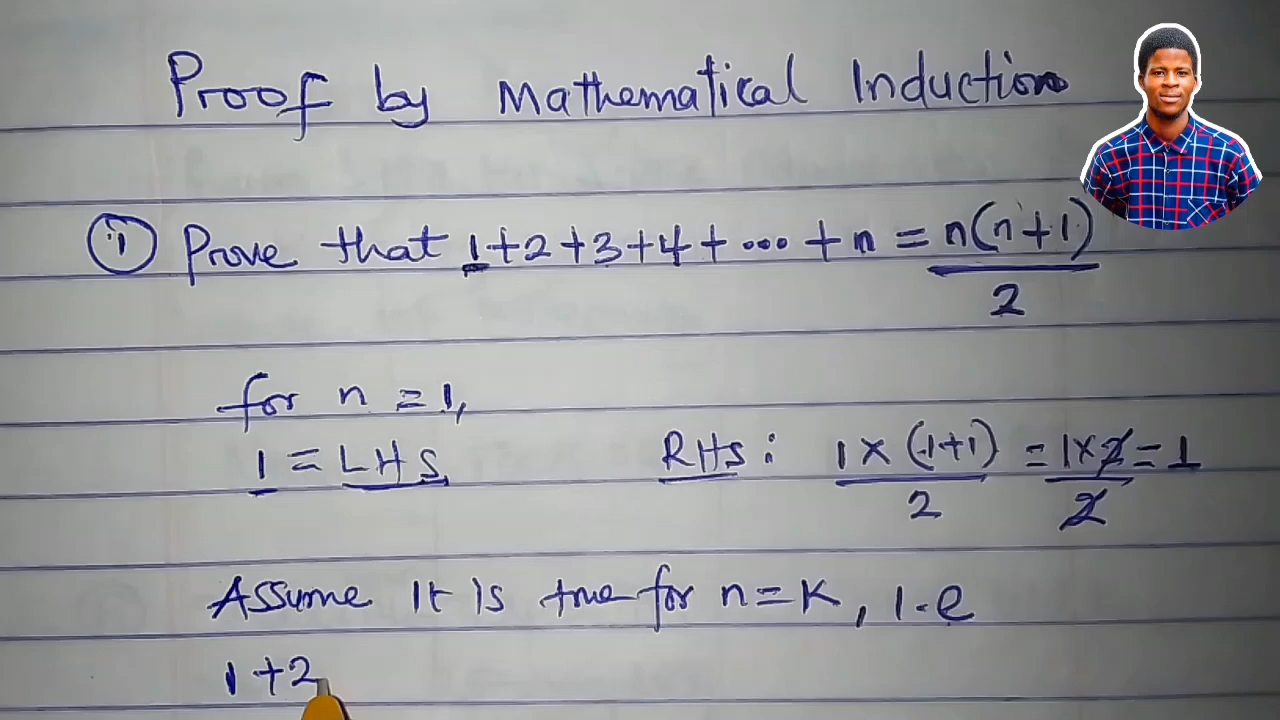 Proof by Mathematical Induction
① Prove that 1+2+3+4+...+n = n(n+1)/2
for n = 1,
1 = LHS, RHS: 1×(1+1)/2 = 1×2/2 = 1
Assume It is true for n=K, I.e
1+2